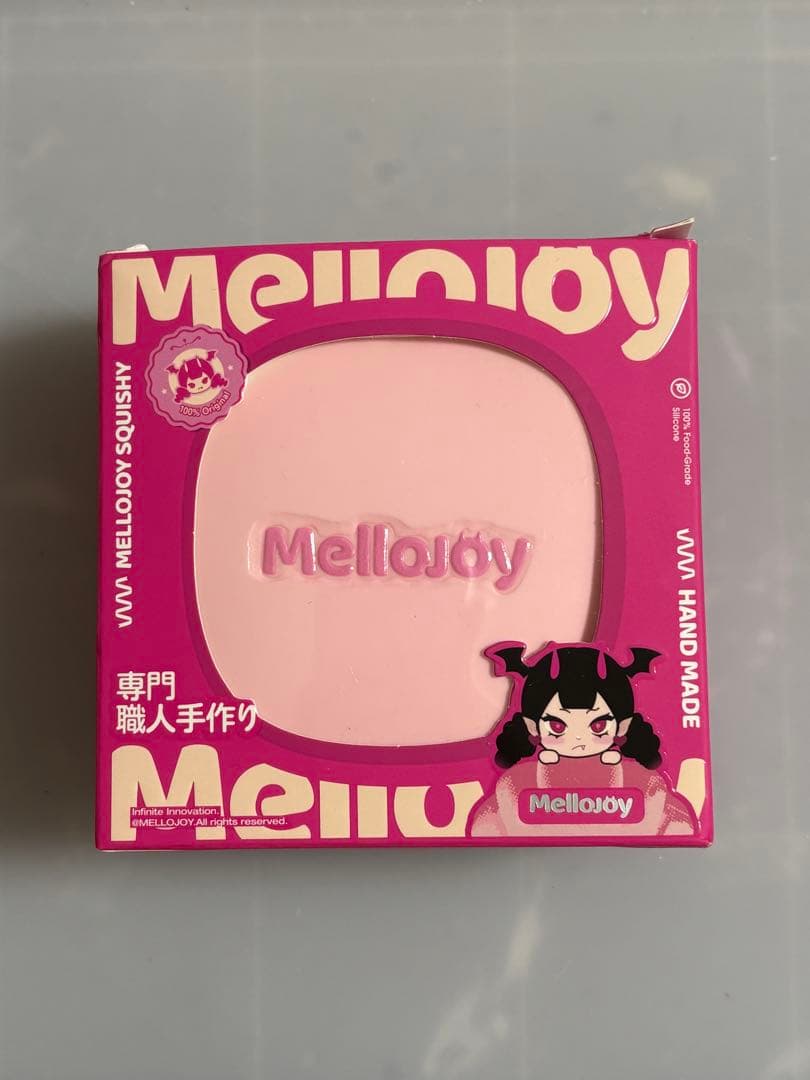 Mellojoy
100% Original
MELLOJOY SQUISHY
100% Food-Grade
Silicone
Mellojoy
HAND MADE
専門
職人手作り
Mellojoy
Infinite Innovation.
@MELLOJOY.All rights reserved.
Mellojoy